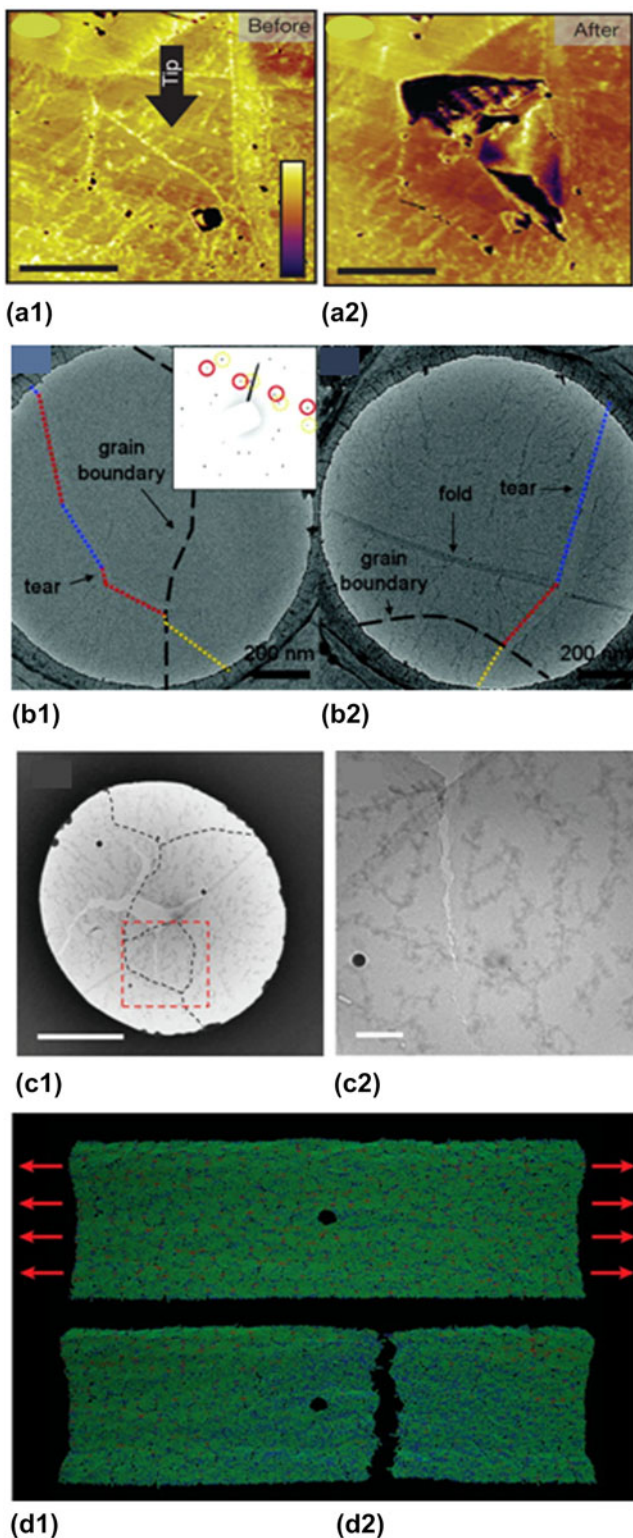 Before
Tip
After
(a1)
(a2)
grain
boundary
tear
200 nm
tear
fold
grain
boundary
200 nm
(b1)
(b2)
(c1)
(c2)
(d1)
(d2)